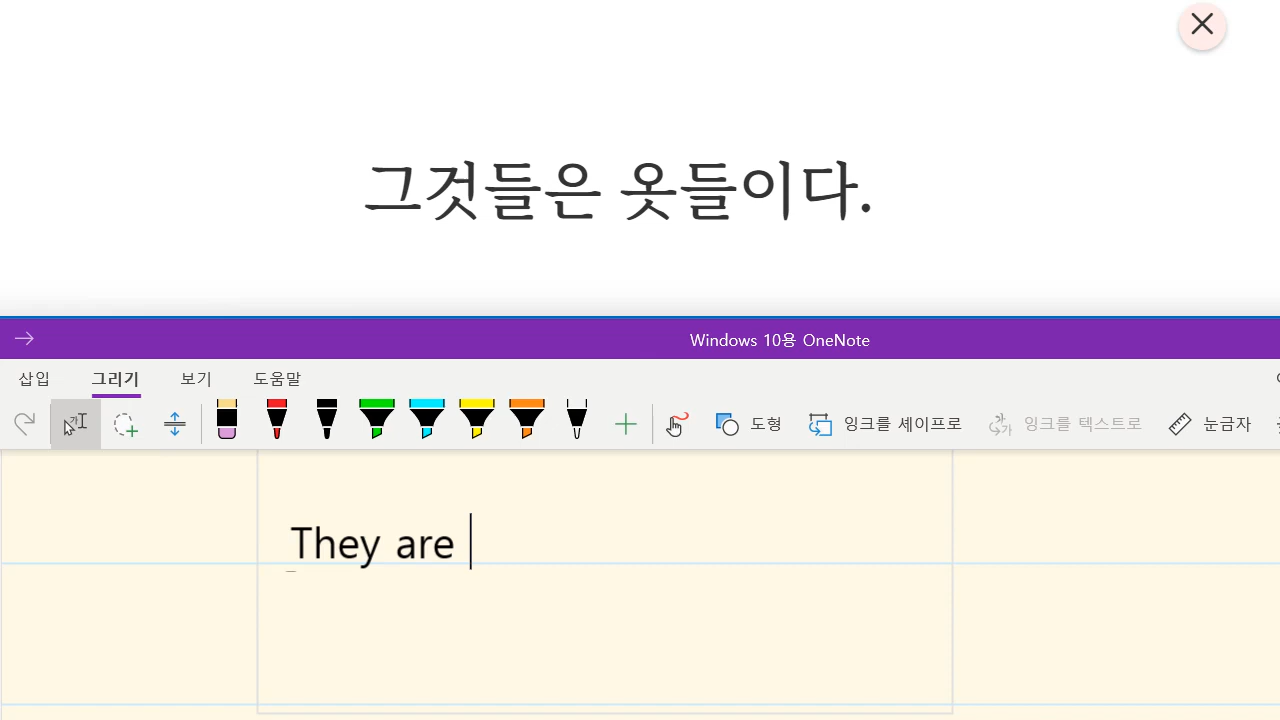 그것들은 옷들이다.
Windows 10용 OneNote
삽입 그리기 보기 도움말
도형 잉크를 셰이프로 잉크를 텍스트로 눈금자
They are